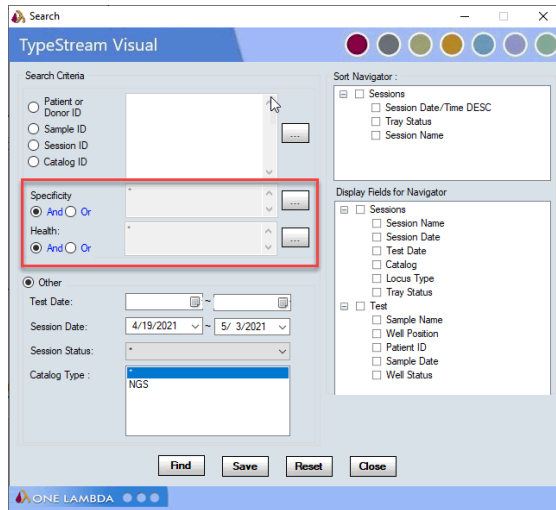 Search
TypeStream Visual
Search Criteria
Patient or
Donor ID
Sample ID
Session ID
Catalog ID
...
Specificity
*
And Or
...
Health:
*
And Or
...
Other
Test Date:
~
Session Date:
4/19/2021 ~ 5/ 3/2021
Session Status:
*
Catalog Type :
*
NGS
Sort Navigator :
Sessions
Session Date/Time DESC
Tray Status
Session Name
Display Fields for Navigator
Sessions
Session Name
Session Date
Test Date
Catalog
Locus Type
Tray Status
Test
Sample Name
Well Position
Patient ID
Sample Date
Well Status
Find Save Reset Close
ONE LAMBDA